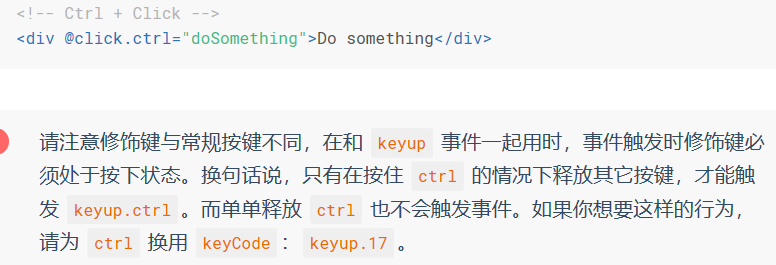 <!-- Ctrl + Click -->
<div @click.ctrl="doSomething">Do something</div>
请注意修饰键与常规按键不同，在和 keyup 事件一起用时，事件触发时修饰键必
须处于按下状态。换句话说，只有在按住 ctrl 的情况下释放其它按键，才能触
发 keyup.ctrl。而单单释放 ctrl 也不会触发事件。如果你想要这样的行为，
请为 ctrl 换用 keyCode：keyup.17。